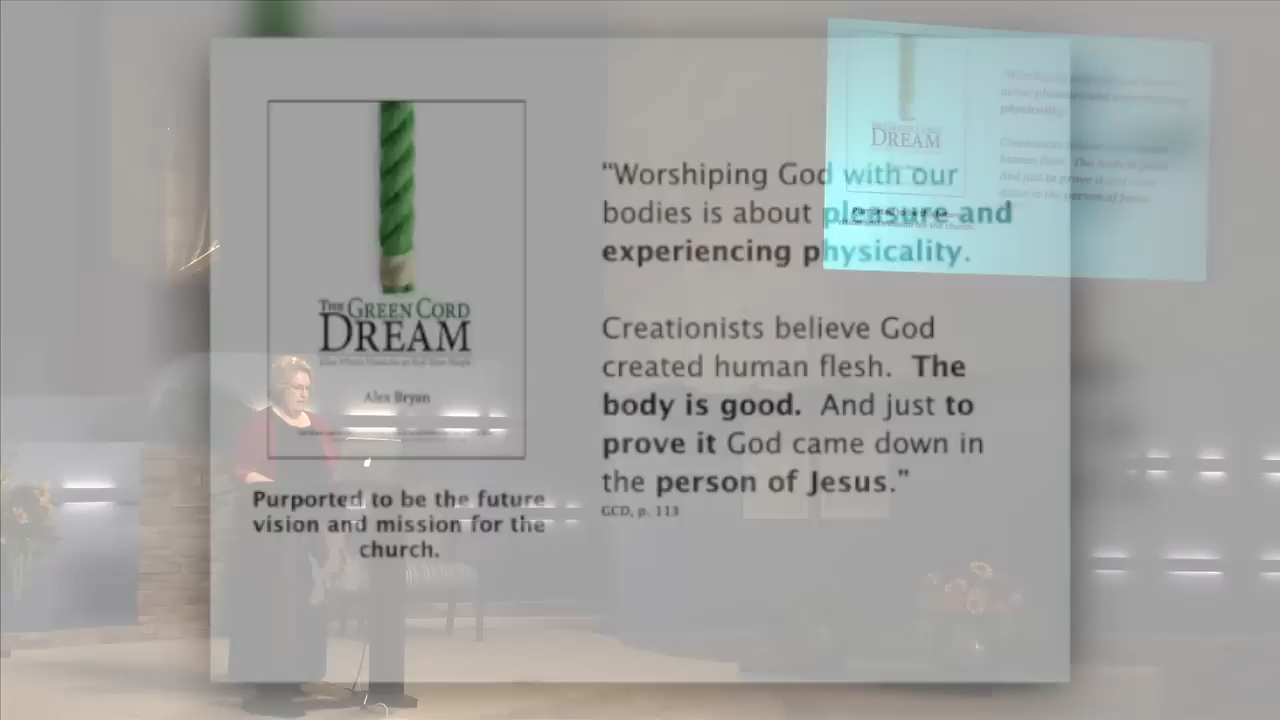 THE GREEN CORD
DREAM
Alex Bryan
Purported to be the future
vision and mission for the
church.
"Worshiping God with our
bodies is about pleasure and
experiencing physicality.
Creationists believe God
created human flesh. The
body is good. And just to
prove it God came down in
the person of Jesus."
GCD, p. 113
DREAM